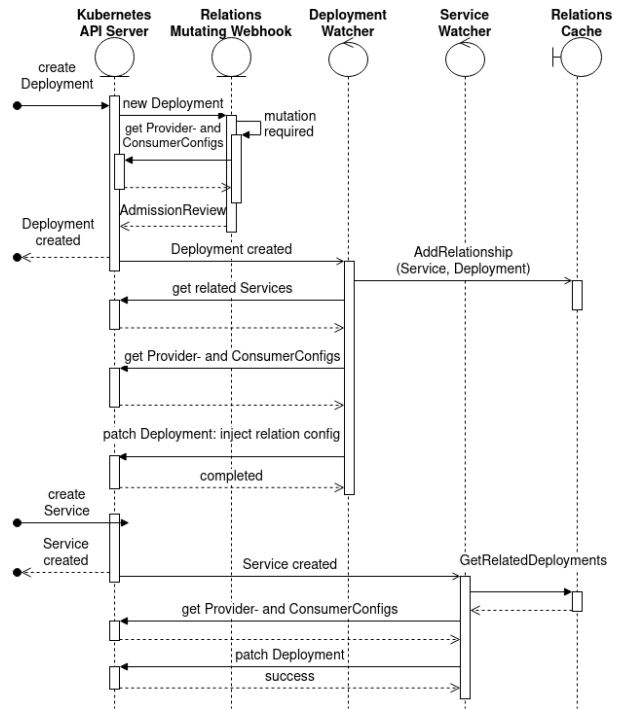 Kubernetes
API Server
Relations
Mutating Webhook
Deployment
Watcher
Service
Watcher
Relations
Cache
create
Deployment
new Deployment
mutation
required
get Provider- and
ConsumerConfigs
AdmissionReview
Deployment
created
Deployment created
AddRelationship
(Service, Deployment)
get related Services
get Provider- and ConsumerConfigs
patch Deployment: inject relation config
completed
create
Service
Service
created
Service created
GetRelatedDeployments
get Provider- and ConsumerConfigs
patch Deployment
success